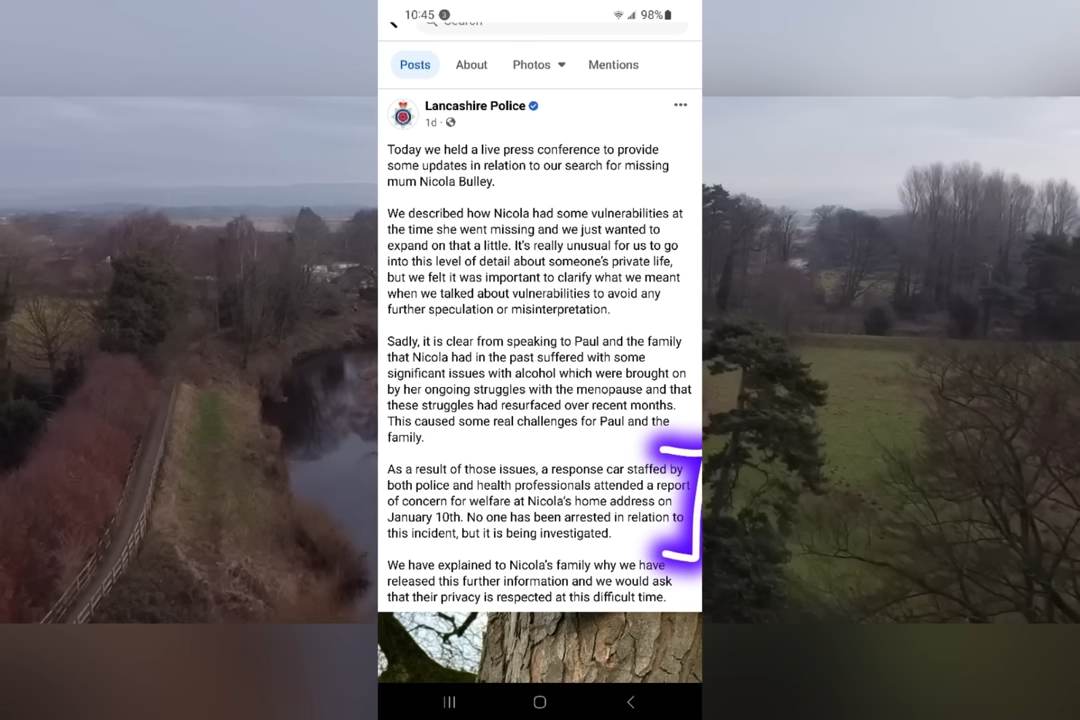 10:45
98%
Search
Posts About Photos Mentions
Lancashire Police
1d
Today we held a live press conference to provide
some updates in relation to our search for missing
mum Nicola Bulley.
We described how Nicola had some vulnerabilities at
the time she went missing and we just wanted to
expand on that a little. It's really unusual for us to go
into this level of detail about someone's private life,
but we felt it was important to clarify what we meant
when we talked about vulnerabilities to avoid any
further speculation or misinterpretation.
Sadly, it is clear from speaking to Paul and the family
that Nicola had in the past suffered with some
significant issues with alcohol which were brought on
by her ongoing struggles with the menopause and that
these struggles had resurfaced over recent months.
This caused some real challenges for Paul and the
family.
As a result of those issues, a response car staffed by
both police and health professionals attended a report
of concern for welfare at Nicola's home address on
January 10th. No one has been arrested in relation to
this incident, but it is being investigated.
We have explained to Nicola's family why we have
released this further information and we would ask
that their privacy is respected at this difficult time.